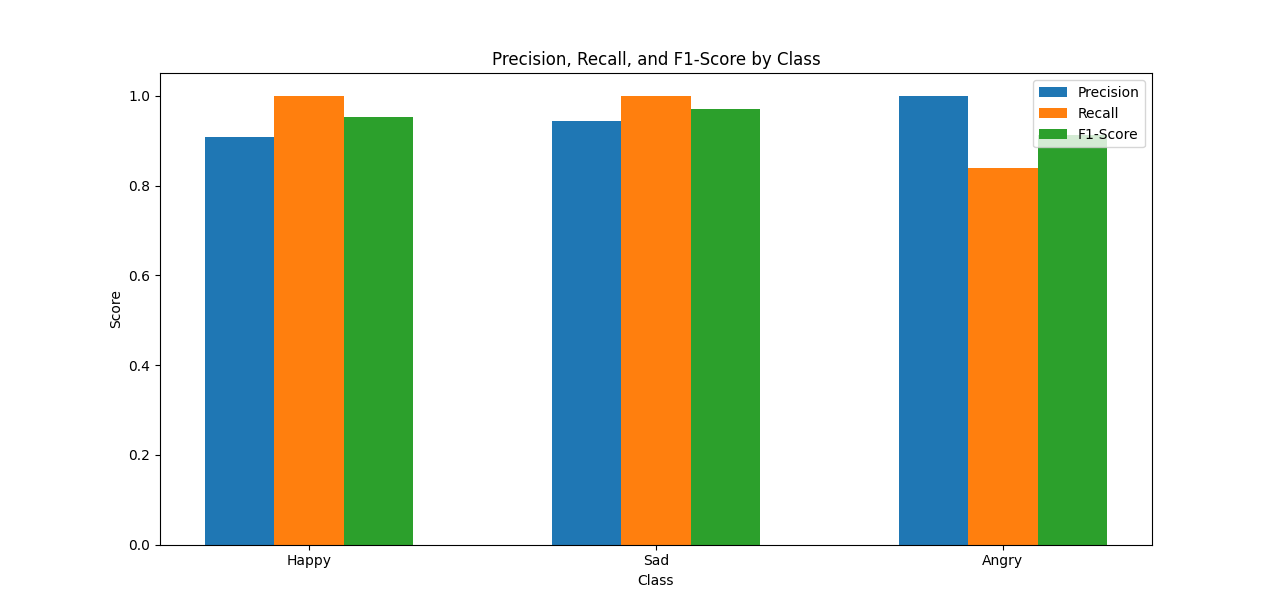 Precision, Recall, and F1-Score by Class
Precision
Recall
F1-Score
1.0
0.8
0.6
0.4
0.2
0.0
Score
Happy
Sad
Angry
Class